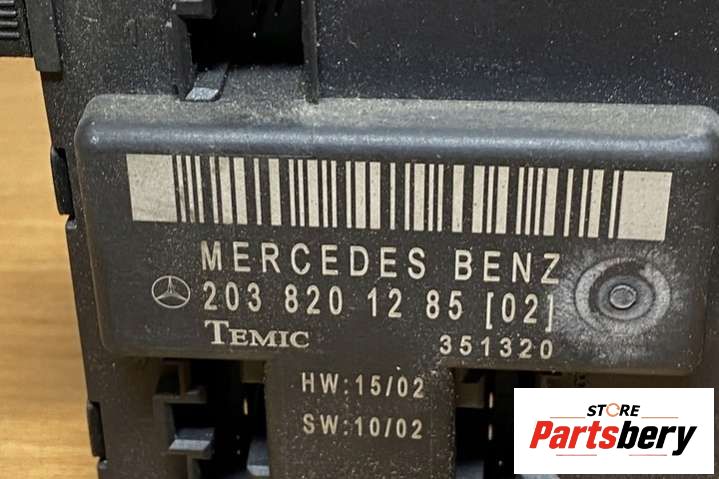 MERCEDES BENZ
203 820 12 85 [02]
TEMIC 351320
HW:15/02
SW:10/02
STORE
Partsbery